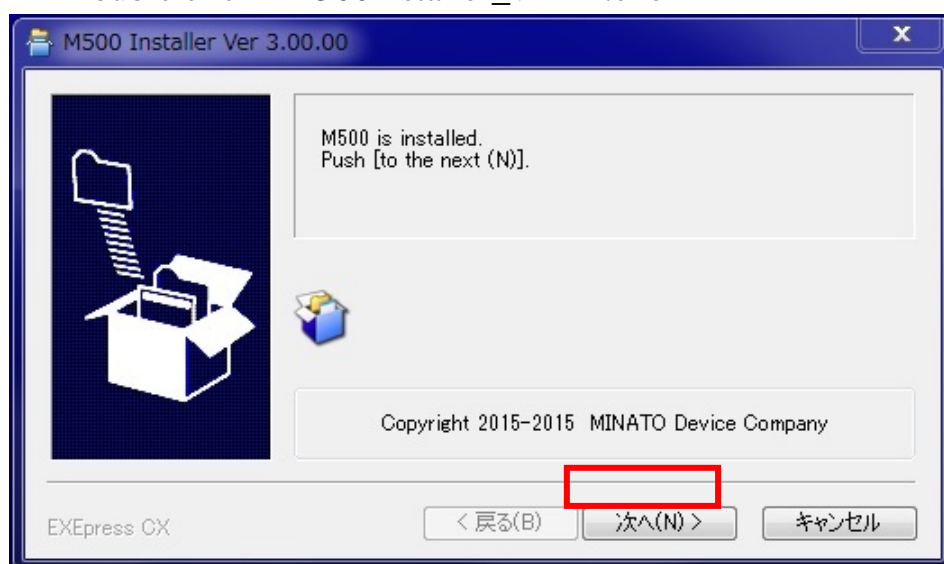 M500 Installer Ver 3.00.00
x
M500 is installed.
Push [to the next (N)].
Copyright 2015-2015 MINATO Device Company
EXEpress CX
< 戻る(B)
次へ(N) >
キャンセル